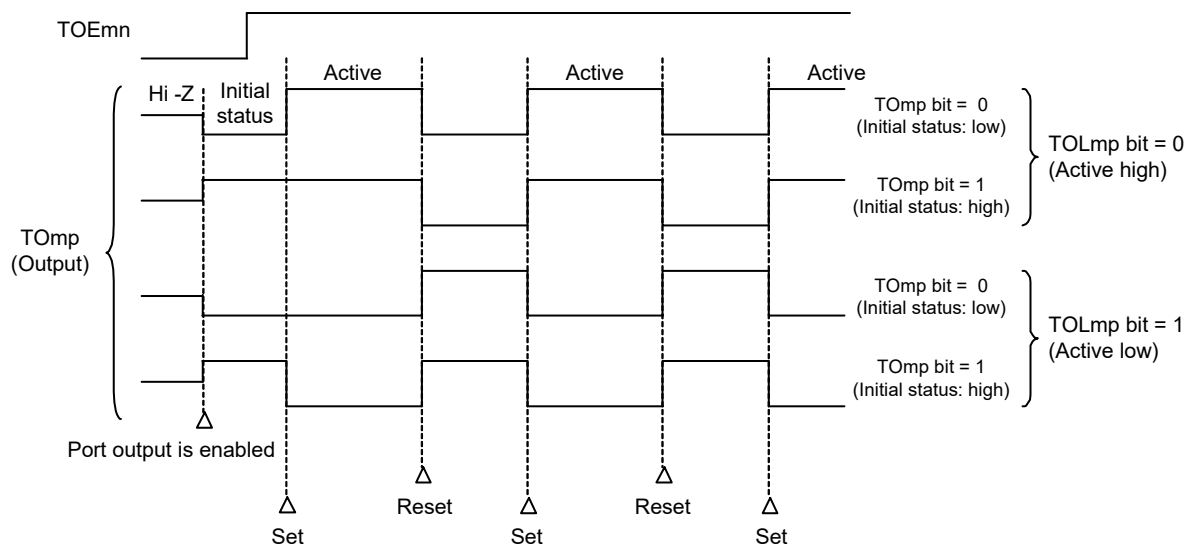 TOEmn
Active
Active
Active
Hi -Z
Initial
status
TOmp bit = 0
(Initial status: low)
TOLmp bit = 0
(Active high)
TOmp bit = 1
(Initial status: high)
TOmp
(Output)
TOmp bit = 0
(Initial status: low)
TOLmp bit = 1
(Active low)
TOmp bit = 1
(Initial status: high)
Port output is enabled
Reset
Reset
Set
Set
Set